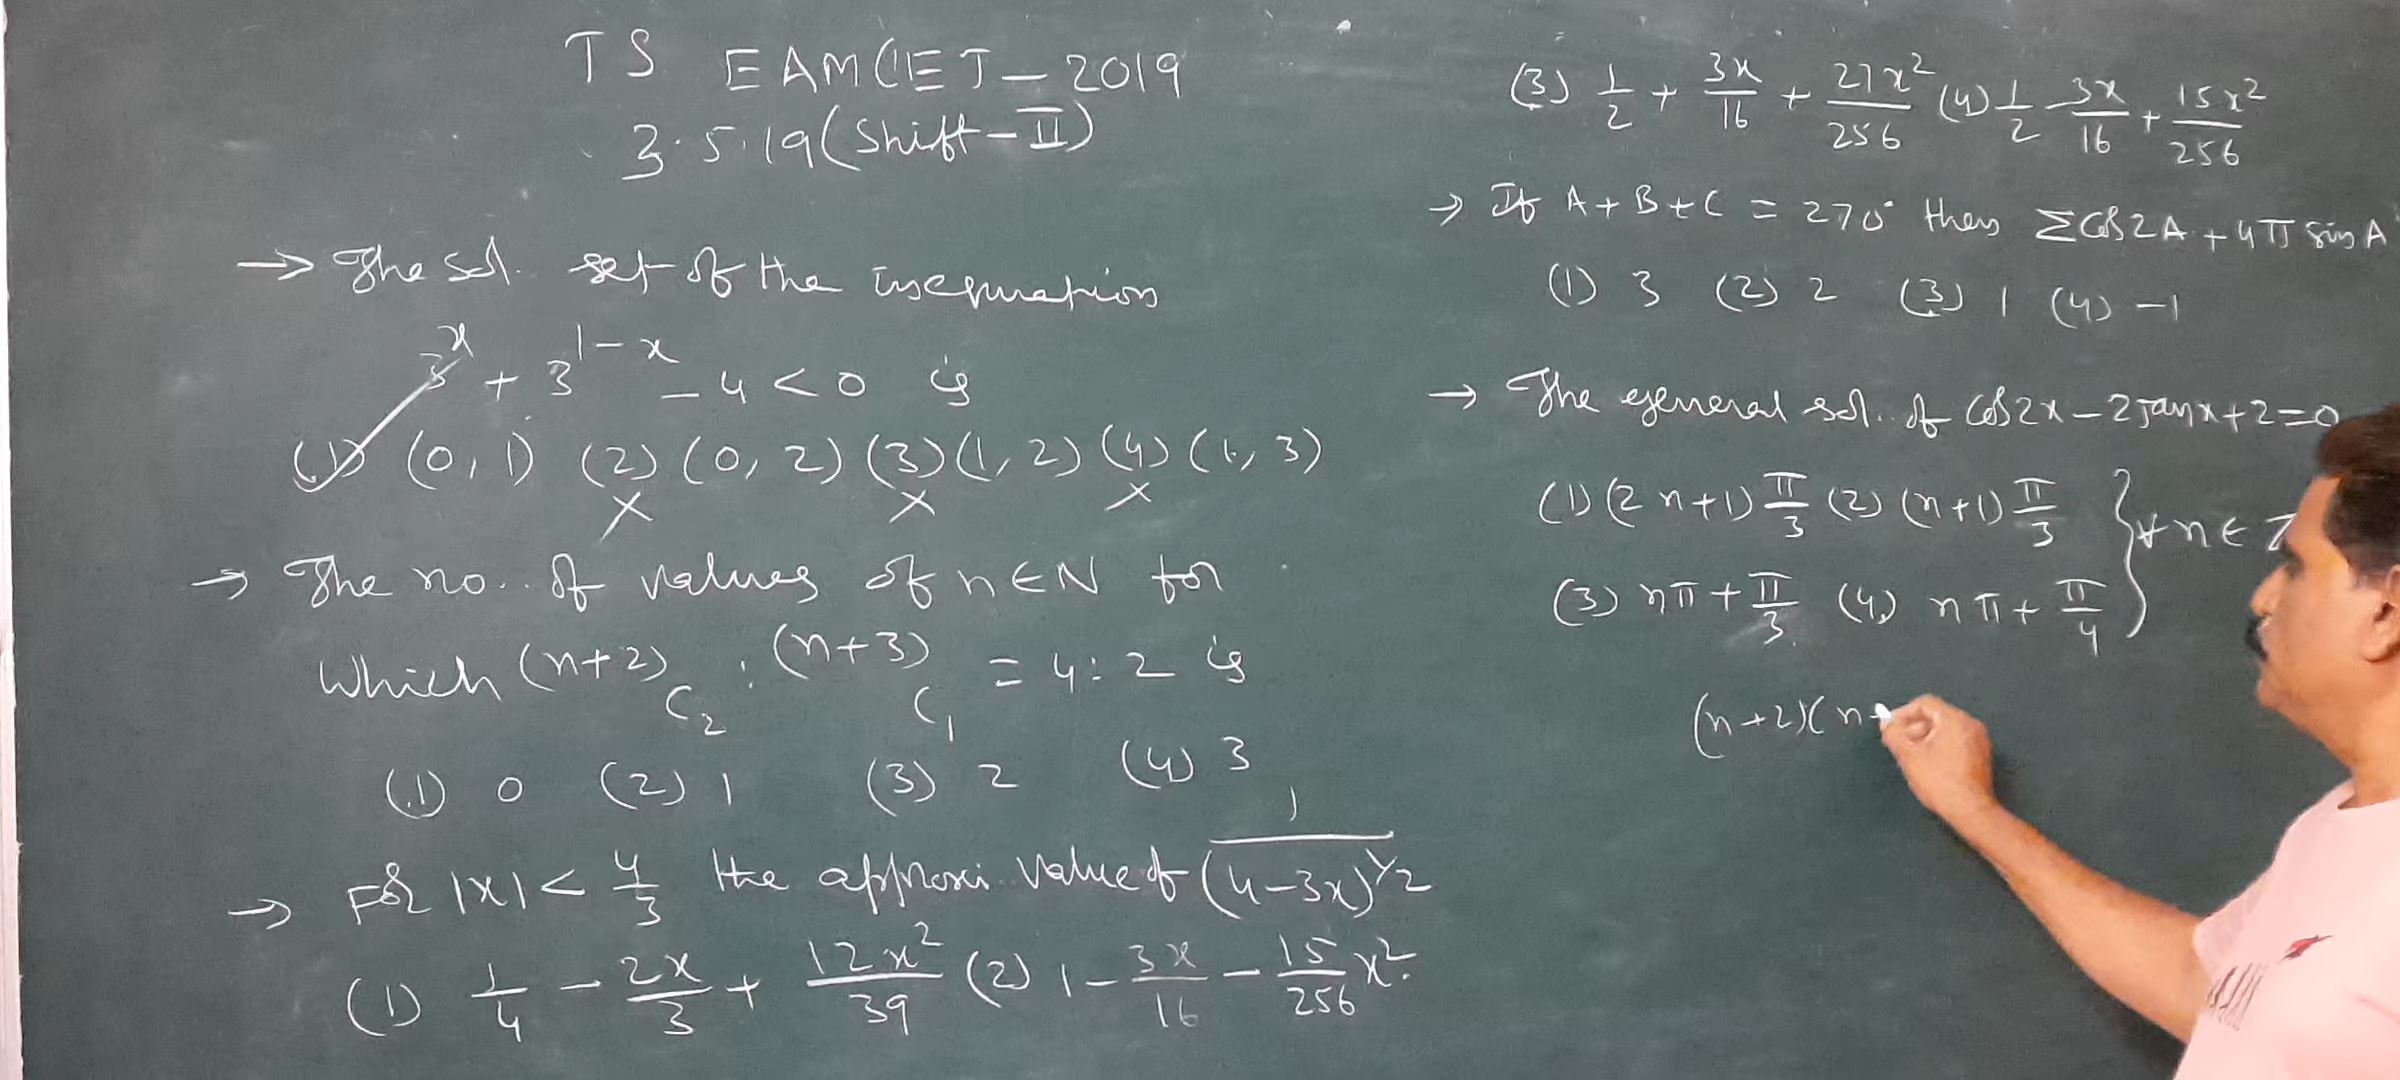 TS EAMCET-2019
3.5.19 (Shift-II)
→ The sol. set of the inequation
3^x + 3^(1-x) - 4 < 0 is
(1) (0, 1) (2) (0, 2) (3) (1, 2) (4) (1, 3)
→ The no. of values of n ∈ N for
which (n+2)C₂ : (n+3)C₁ = 4 : 2 is
(1) 0 (2) 1 (3) 2 (4) 3
→ For |x| < 4/3 the approxi value of 1/(4-3x)^(1/2)
(1) 1/4 - 2x/3 + 12x²/39 (2) 1 - 3x/16 - 15/256 x²
(3) 1/2 + 3x/16 + 27x²/256 (4) 1/2 - 3x/16 + 15x²/256
→ If A+B+C = 270° then Σcos2A + 4π sin A
(1) 3 (2) 2 (3) 1 (4) -1
→ The general sol. of cos2x - 2Tanx + 2 = 0
(1) (2n+1) π/3 (2) (n+1) π/3 } ∀ n ∈ Z
(3) nπ + π/3 (4) nπ + π/4
(n+2)(n